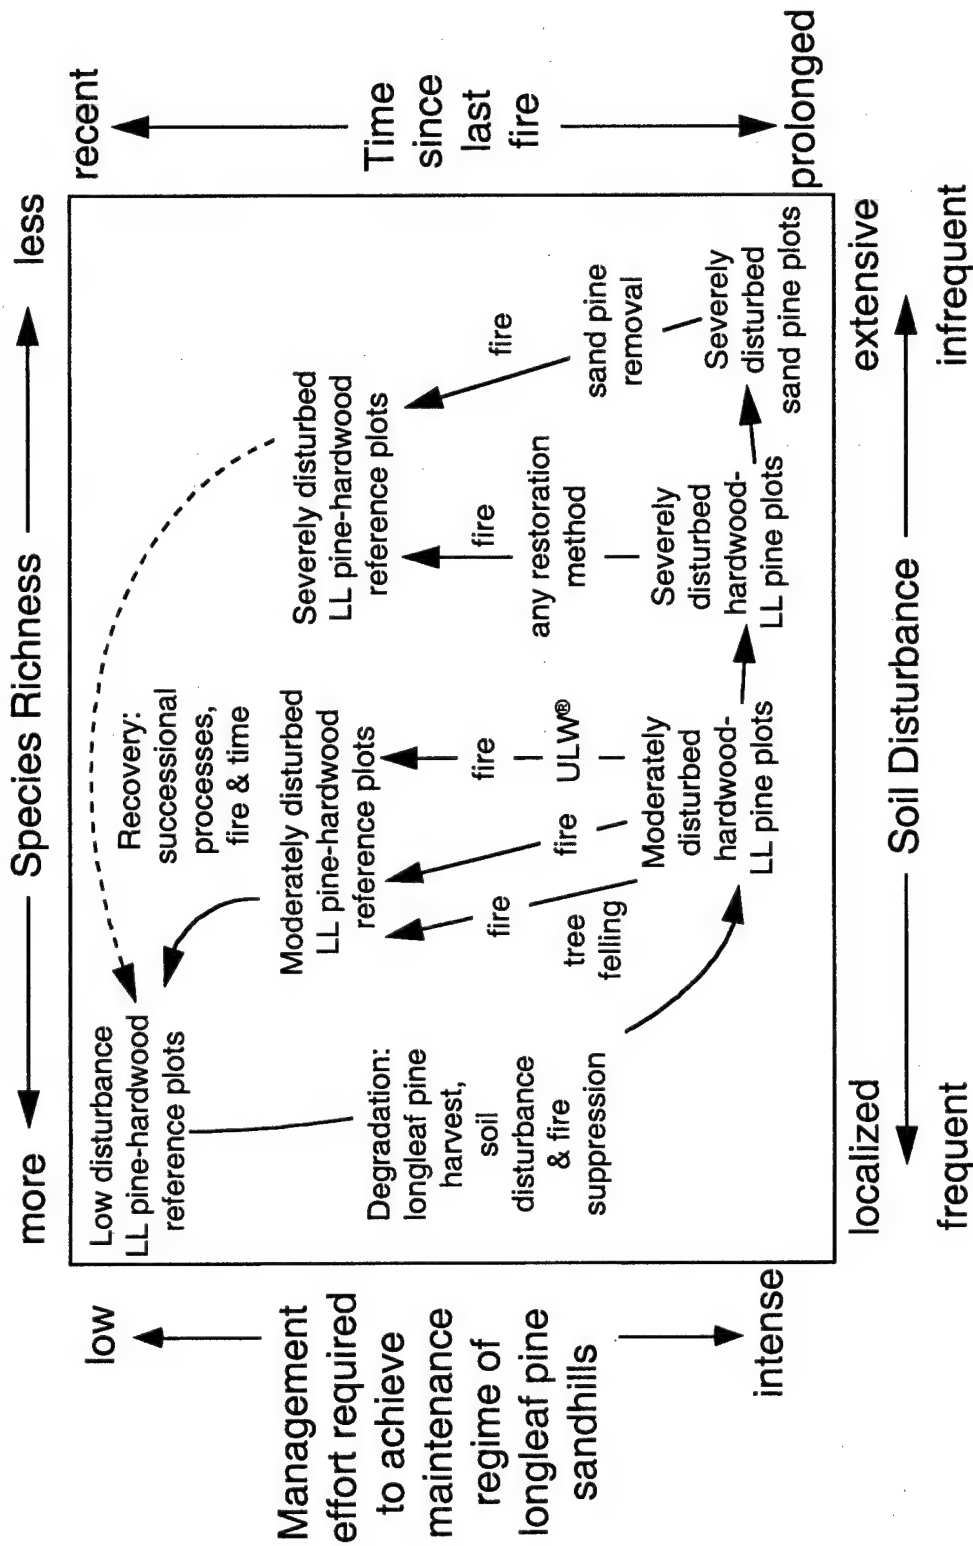 more
Species Richness
less
low
Management
effort required
to achieve
maintenance
regime of
longleaf pine
sandhills
intense
Low disturbance
LL pine-hardwood
reference plots
Degradation:
longleaf pine
harvest,
soil
disturbance
& fire
suppression
Recovery:
successional
processes,
fire & time
Moderately disturbed
LL pine-hardwood
reference plots
Severely disturbed
LL pine-hardwood
reference plots
fire
tree
felling
fire
fire
ULW®
fire
any restoration
method
fire
sand pine
removal
Moderately
disturbed
hardwood-
LL pine plots
Severely
disturbed
hardwood-
LL pine plots
Severely
disturbed
sand pine plots
recent
Time
since
last
fire
prolonged
localized
Soil Disturbance
extensive
frequent
infrequent